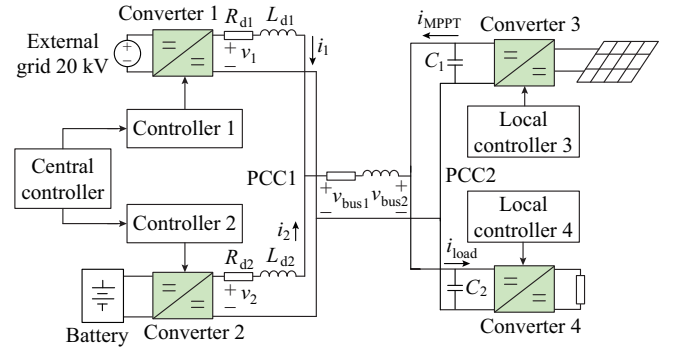 Converter 1
R_d1
L_d1
i_MPPT
Converter 3
External
grid 20 kV
+
v_1
−
i_1
C_1
Controller 1
Local
controller 3
Central
controller
PCC1
PCC2
+
v_bus1
−
+
v_bus2
−
Controller 2
Local
controller 4
i_2
R_d2
L_d2
i_load
+
v_2
−
C_2
Battery
Converter 2
Converter 4